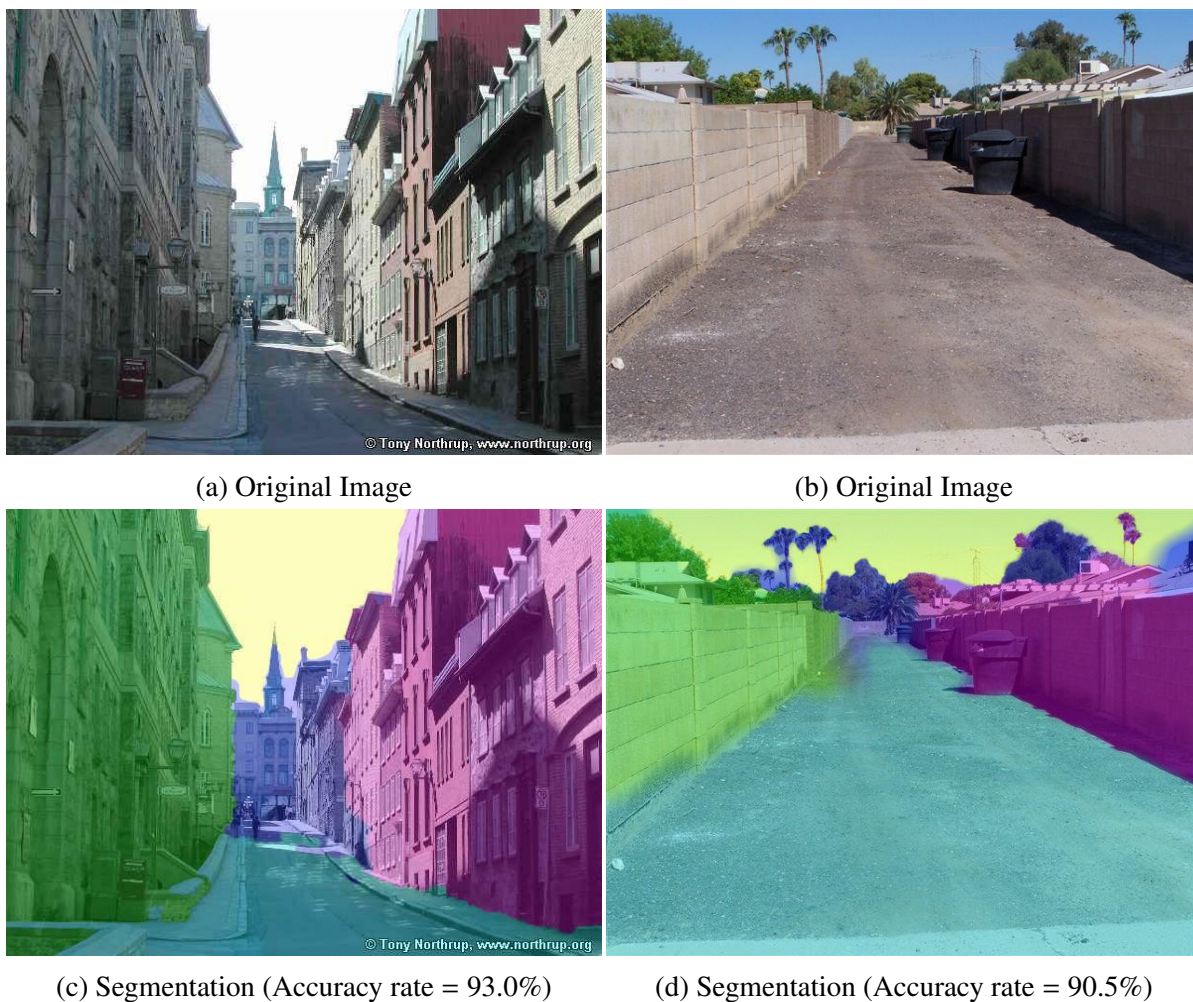 © Tony Northrup, www.northrup.org
(a) Original Image
(b) Original Image
© Tony Northrup, www.northrup.org
(c) Segmentation (Accuracy rate = 93.0%)
(d) Segmentation (Accuracy rate = 90.5%)